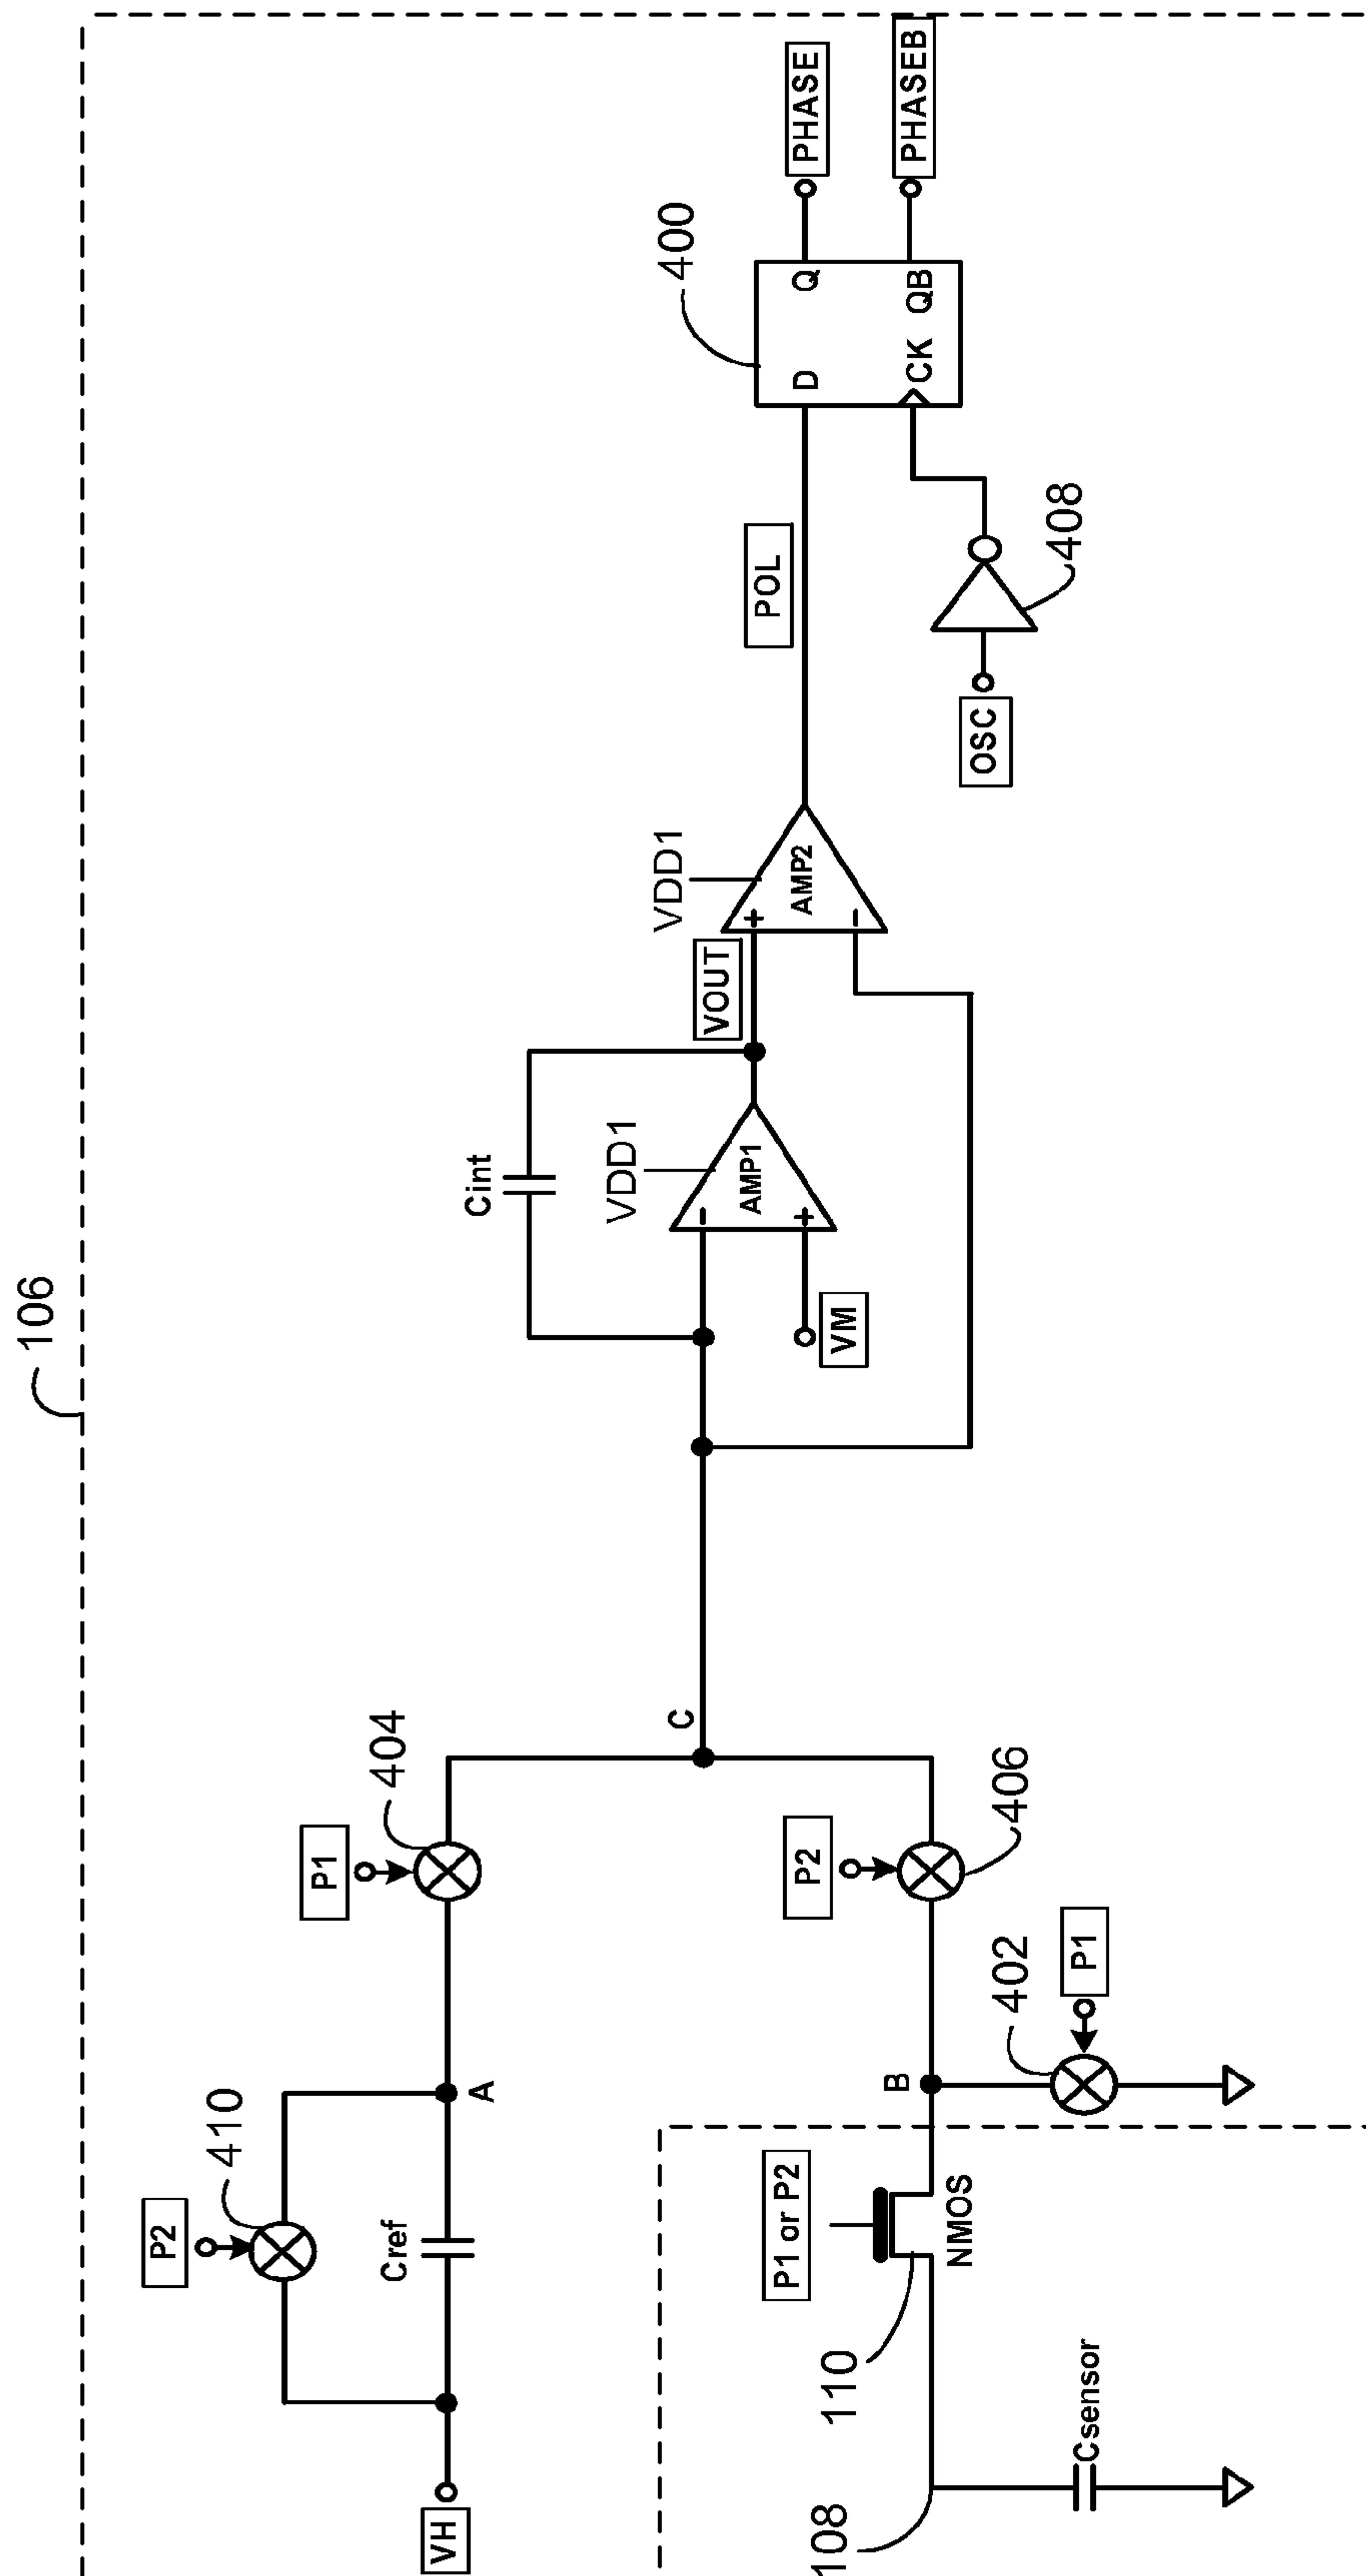 106
VH
P2
410
Cref
A
P1
404
C
P2
406
B
402
P1
P1 or P2
NMOS
110
108
Csensor
Cint
VDD1
-
AMP1
+
VM
VOUT
VDD1
+
AMP2
-
POL
OSC
408
400
D
Q
CK
QB
PHASE
PHASEB